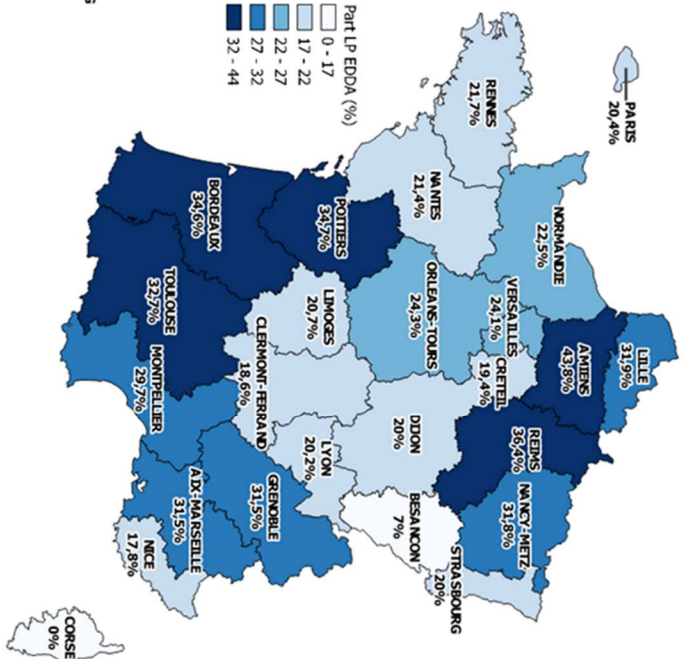 Part LP EDDA (%)
0 - 17
17 - 22
22 - 27
27 - 32
32 - 44
PARIS
20,4%
RENNES
21,7%
NANTES
21,4%
NORMANDIE
22,5%
VERSAILLES
24,1%
CRETEIL
19,4%
LILLE
31,9%
AMIENS
43,8%
REIMS
36,4%
NANCY-METZ
31,8%
STRASBOURG
20%
ORLEANS-TOURS
24,3%
DIJON
20%
BESANCON
7%
POITIERS
34,7%
LIMOGES
20,7%
CLERMONT-FERRAND
18,6%
LYON
20,2%
GRENOBLE
31,5%
BORDEAUX
34,6%
TOULOUSE
32,7%
MONTPELLIER
29,7%
AIX-MARSEILLE
31,5%
NICE
17,8%
CORSE
0%